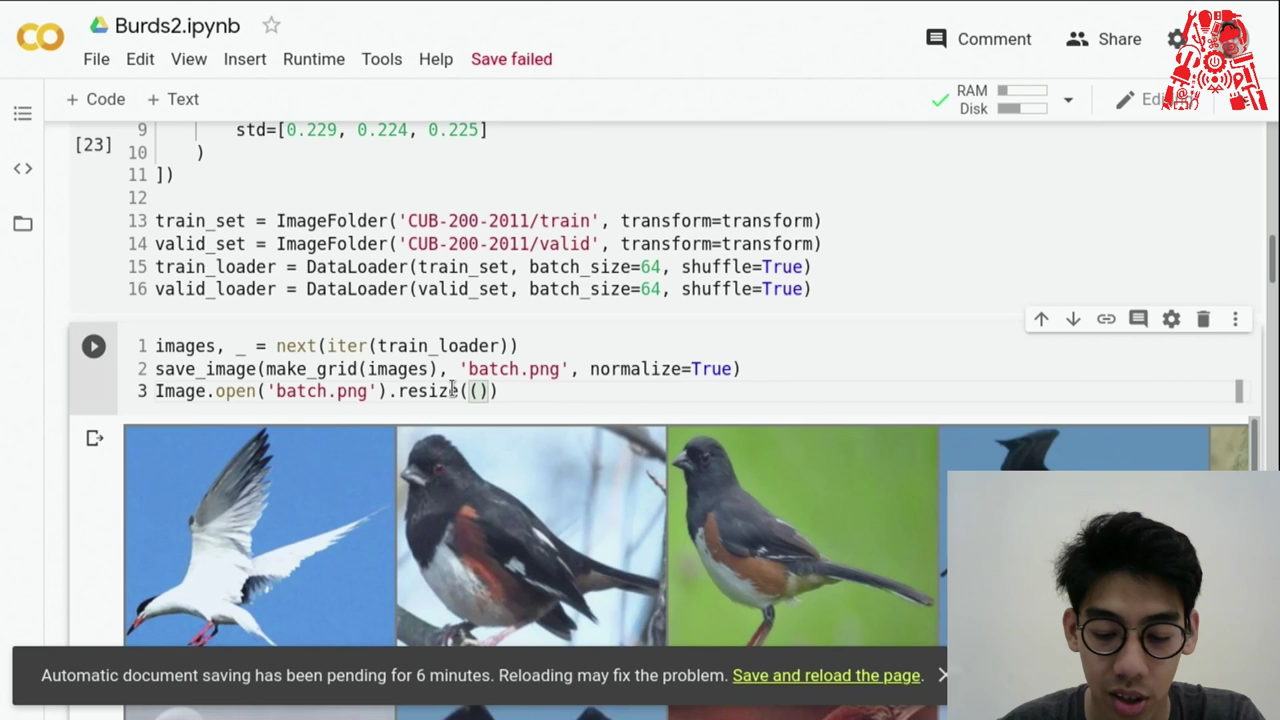 Burds2.ipynb
Comment
Share
File Edit View Insert Runtime Tools Help Save failed
+ Code + Text
RAM
Disk
[23]
9 std=[0.229, 0.224, 0.225]
10 )
11 ])
12
13 train_set = ImageFolder('CUB-200-2011/train', transform=transform)
14 valid_set = ImageFolder('CUB-200-2011/valid', transform=transform)
15 train_loader = DataLoader(train_set, batch_size=64, shuffle=True)
16 valid_loader = DataLoader(valid_set, batch_size=64, shuffle=True)
1 images, _ = next(iter(train_loader))
2 save_image(make_grid(images), 'batch.png', normalize=True)
3 Image.open('batch.png').resize(())
Automatic document saving has been pending for 6 minutes. Reloading may fix the problem. Save and reload the page.